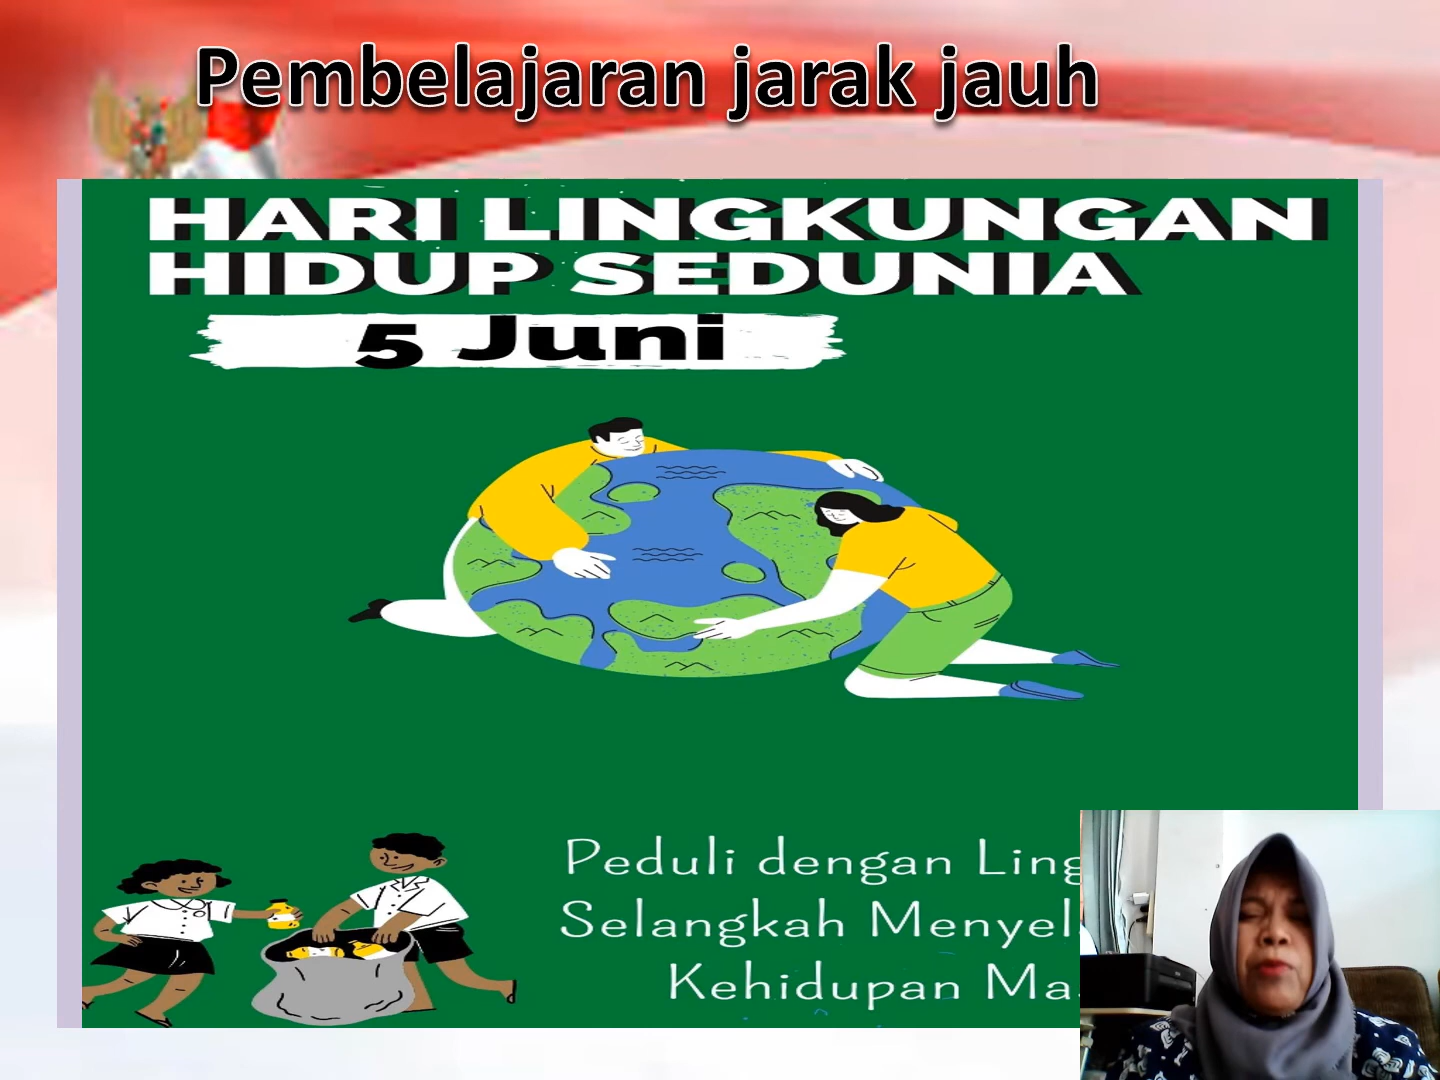 Pembelajaran jarak jauh
HARI LINGKUNGAN
HIDUP SEDUNIA
5 Juni
Peduli dengan
Selangkah
Kehidupan